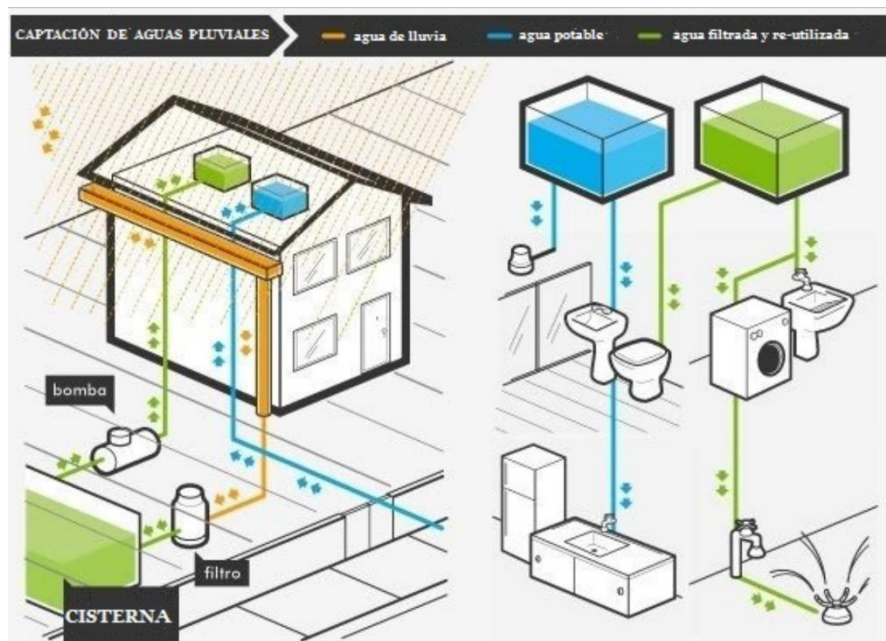 CAPTACIÓN DE AGUAS PLUVIALES
agua de lluvia
agua potable
agua filtrada y re-utilizada
bomba
filtro
CISTERNA